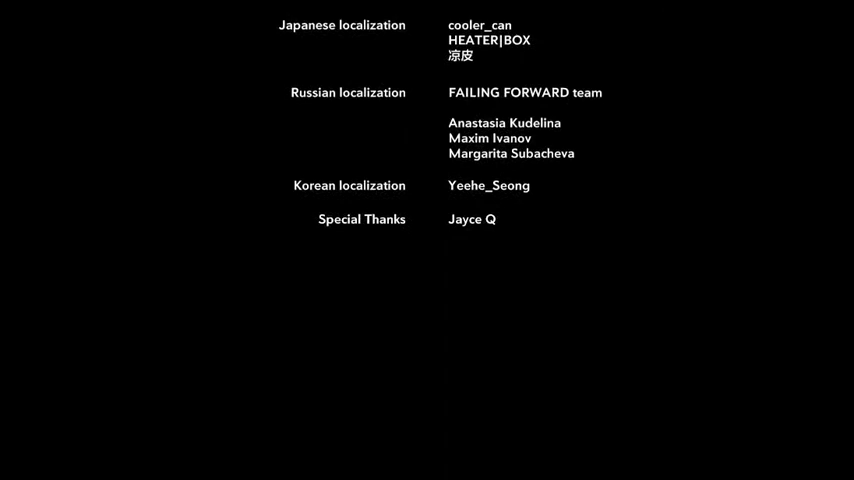 Japanese localization cooler_can
HEATER|BOX
凉皮
Russian localization FAILING FORWARD team
Anastasia Kudelina
Maxim Ivanov
Margarita Subacheva
Korean localization Yeehe_Seong
Special Thanks Jayce Q